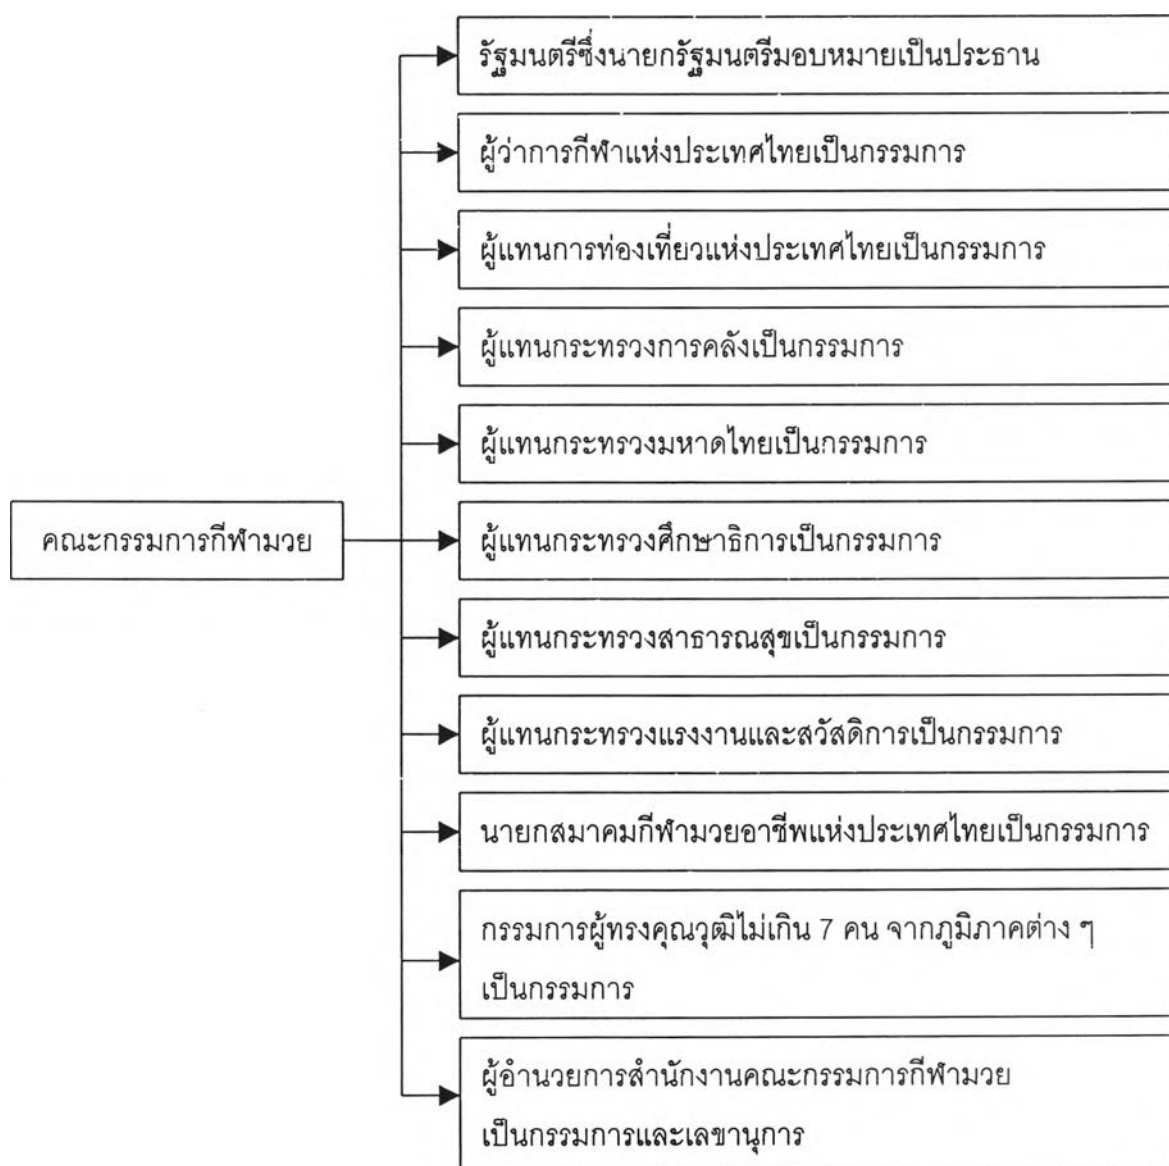 รัฐมนตรีซึ่งนายกรัฐมนตรีมอบหมายเป็นประธาน
ผู้ว่าการกีฬาแห่งประเทศไทยเป็นกรรมการ
ผู้แทนการท่องเที่ยวแห่งประเทศไทยเป็นกรรมการ
ผู้แทนกระทรวงการคลังเป็นกรรมการ
ผู้แทนกระทรวงมหาดไทยเป็นกรรมการ
คณะกรรมการกีฬามวย
ผู้แทนกระทรวงศึกษาธิการเป็นกรรมการ
ผู้แทนกระทรวงสาธารณสุขเป็นกรรมการ
ผู้แทนกระทรวงแรงงานและสวัสดิการเป็นกรรมการ
นายกสมาคมกีฬามวยอาชีพแห่งประเทศไทยเป็นกรรมการ
กรรมการผู้ทรงคุณวุฒิไม่เกิน 7 คน จากภูมิภาคต่าง ๆ
เป็นกรรมการ
ผู้อำนวยการสำนักงานคณะกรรมการกีฬามวย
เป็นกรรมการและเลขานุการ